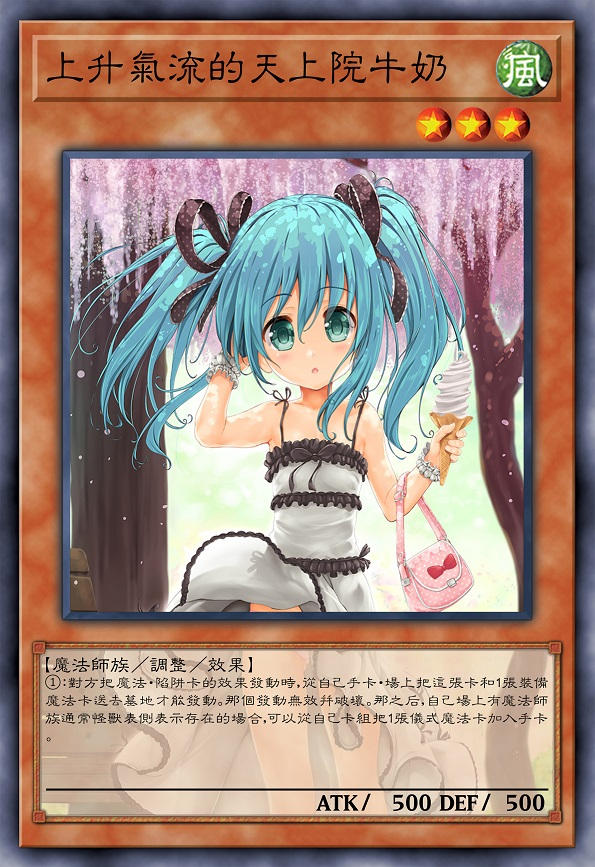 上升氣流的天上院牛奶
風
【魔法師族／調整／效果】
①:對方把魔法·陷阱卡的效果發動時,從自己手卡·場上把這張卡和1張裝備
魔法卡送去墓地才能發動。那個發動無效并破壞。那之后,自己場上有魔法師
族通常怪獸表側表示存在的場合,可以從自己卡組把1張儀式魔法卡加入手卡
。
ATK/ 500 DEF/ 500